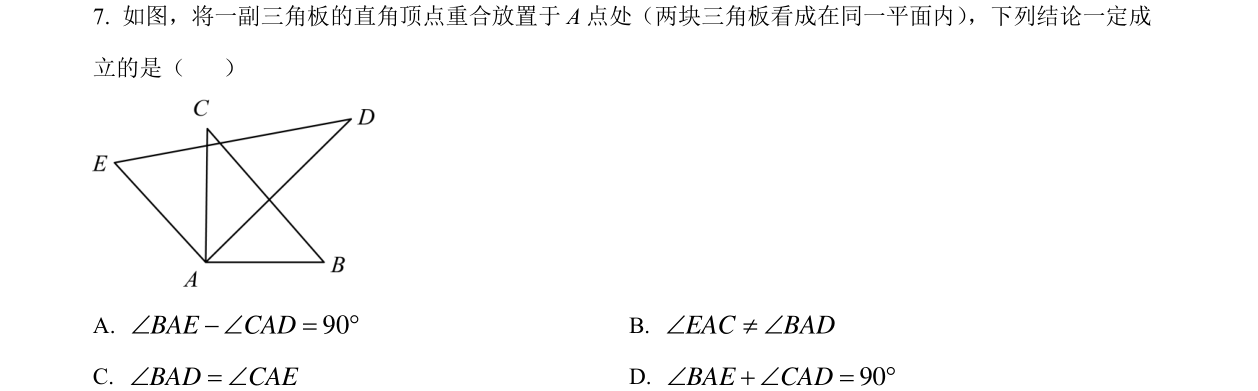 7. 如图，将一副三角板的直角顶点重合放置于 A 点处（两块三角板看成在同一平面内），下列结论一定成
立的是（　　）
C
D
E
B
A
A. ∠BAE − ∠CAD = 90°
B. ∠EAC ≠ ∠BAD
C. ∠BAD = ∠CAE
D. ∠BAE + ∠CAD = 90°